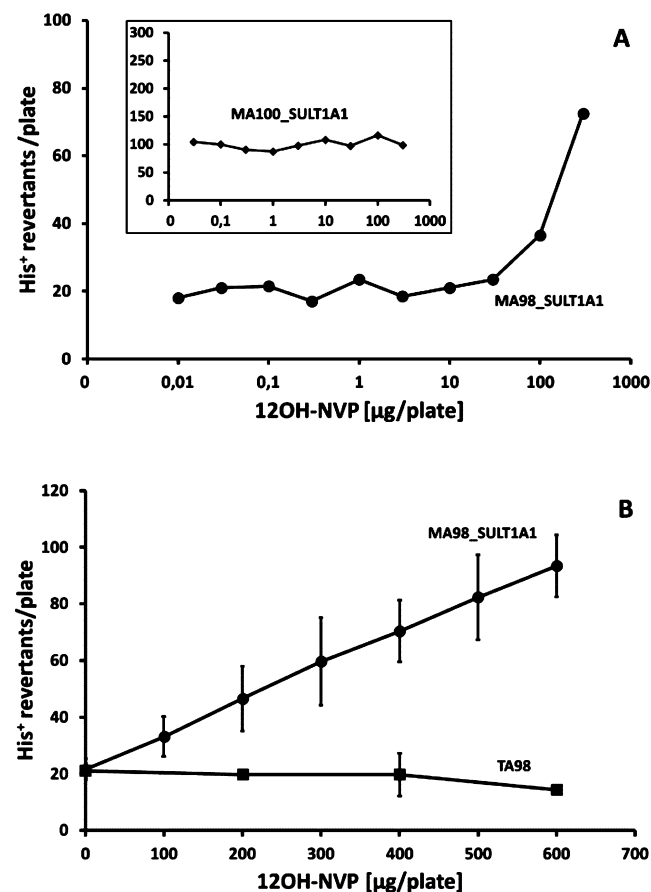 A
His⁺ revertants/plate
100
80
60
40
20
0
300
250
200
150
100
50
0
MA100_SULT1A1
0 0,1 1 10 100 1000
MA98_SULT1A1
0 0,01 0,1 1 10 100 1000
12OH-NVP [µg/plate]
B
His⁺ revertants/plate
120
100
80
60
40
20
0
MA98_SULT1A1
TA98
0 100 200 300 400 500 600 700
12OH-NVP [µg/plate]